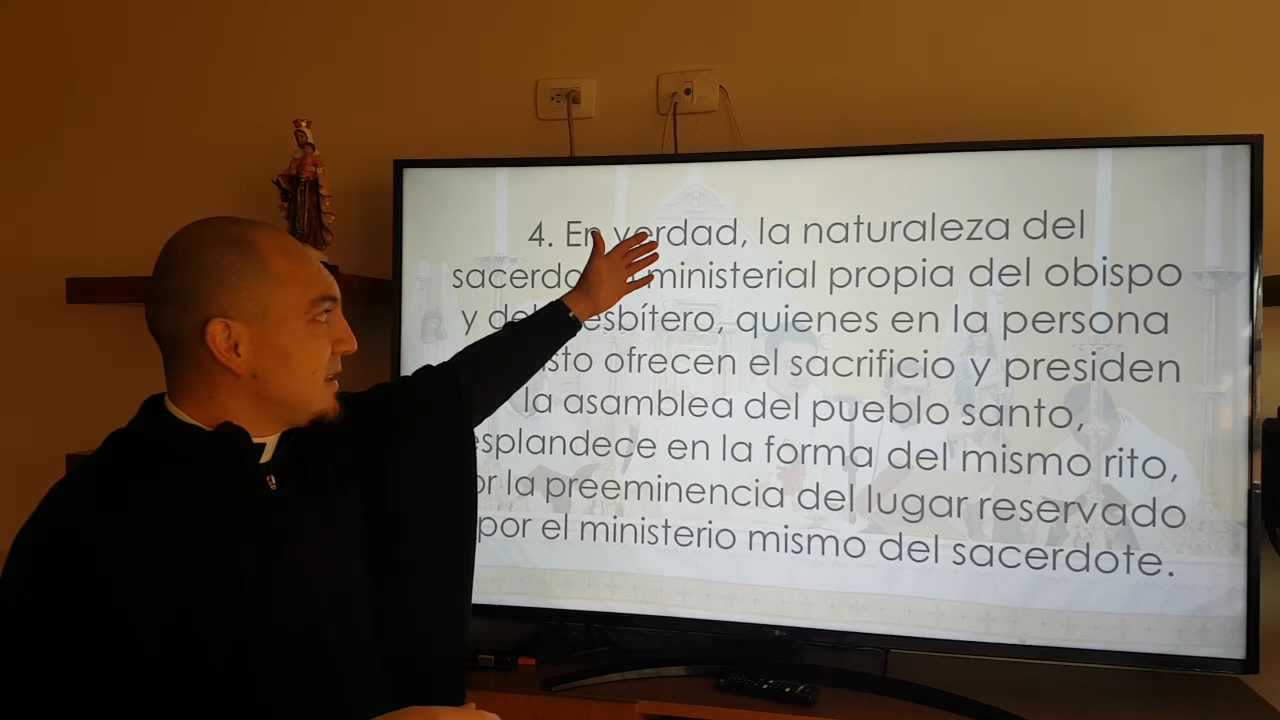 4. En verdad, la naturaleza del
ministerial propia del obispo
y quienes en la persona
ofrecen el sacrificio y presiden
la asamblea del pueblo santo,
en la forma del mismo rito,
la preeminencia del lugar reservado
por el ministerio mismo del sacerdote.
LG